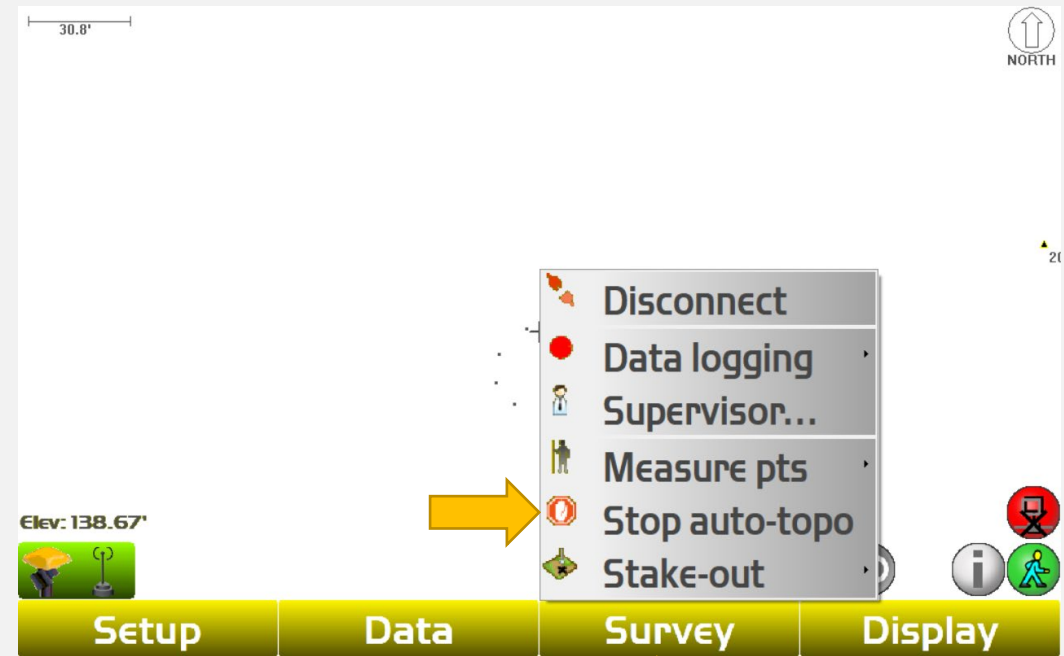 30.8'
NORTH
20
Disconnect
Data logging
Supervisor...
Measure pts
Elev: 138.67'
Stop auto-topo
Stake-out
i
Setup Data Survey Display